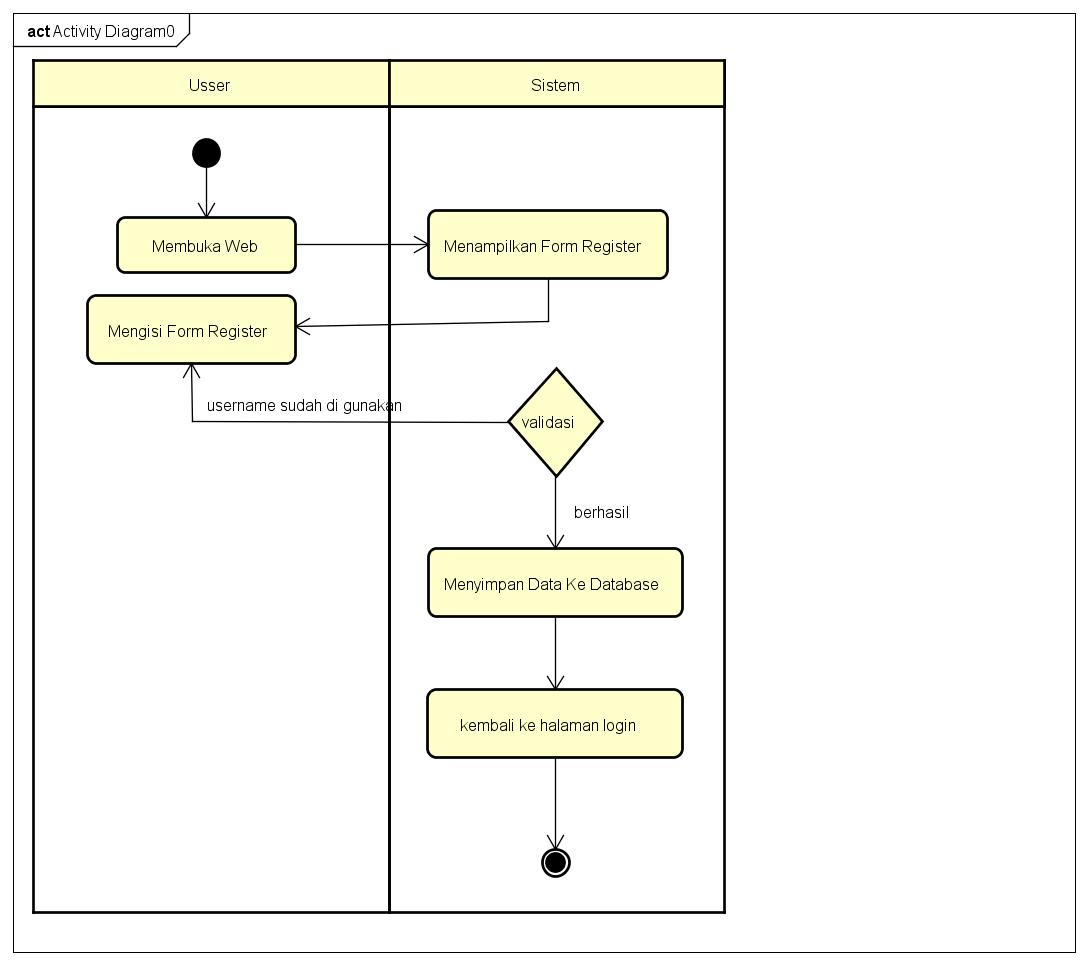 act Activity Diagram0
Usser
Sistem
Membuka Web
Menampilkan Form Register
Mengisi Form Register
username sudah di gunakan
validasi
berhasil
Menyimpan Data Ke Database
kembali ke halaman login